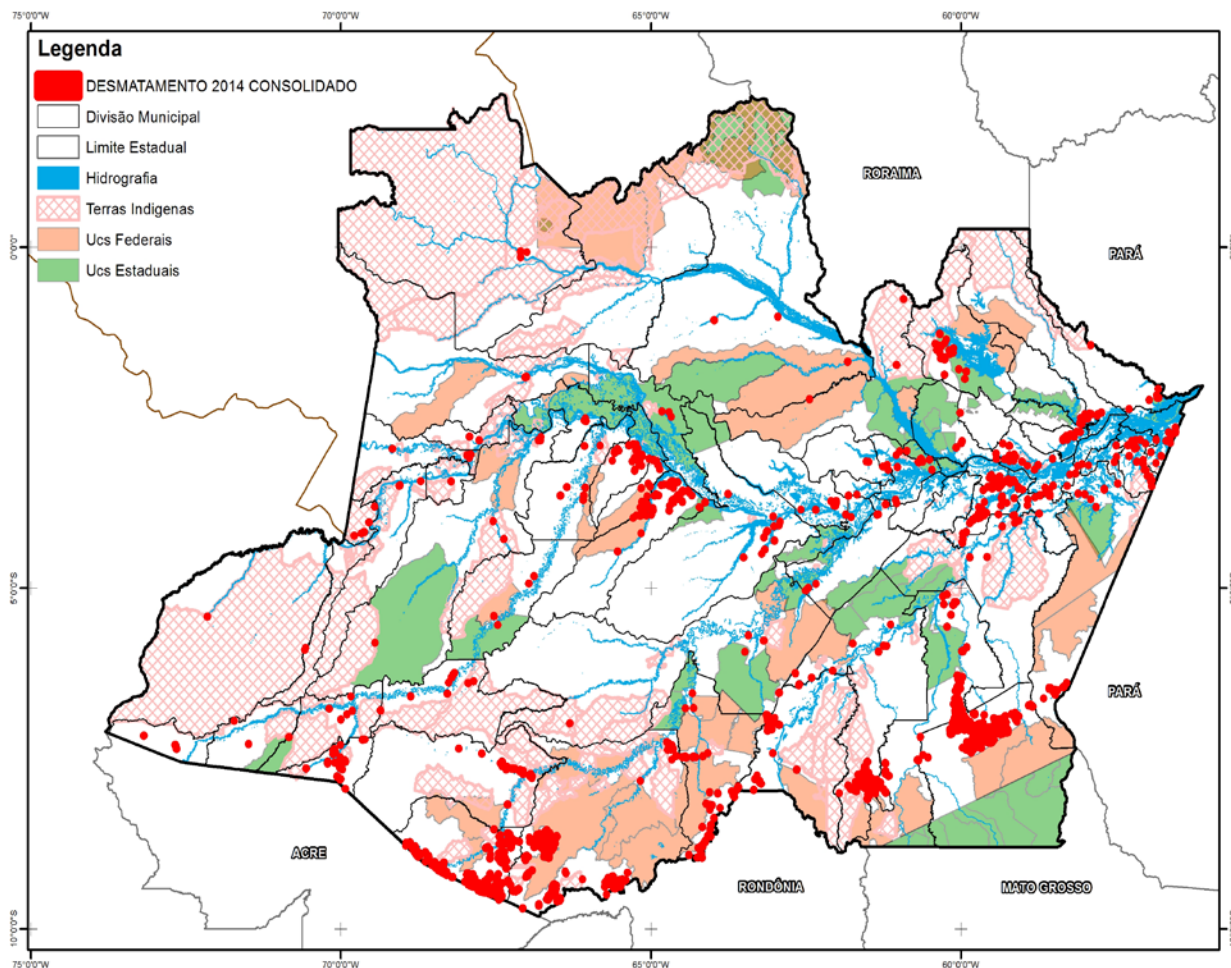 75°0'0"W 70°0'0"W 65°0'0"W 60°0'0"W
Legenda
DESMATAMENTO 2014 CONSOLIDADO
Divisão Municipal
Limite Estadual
Hidrografia
Terras Indigenas
Ucs Federais
Ucs Estaduais
RORAIMA
0°0'0"
PARÁ
5°0'0"S
PARÁ
ACRE
RONDÔNIA
MATO GROSSO
10°0'0"S
75°0'0"W 70°0'0"W 65°0'0"W 60°0'0"W